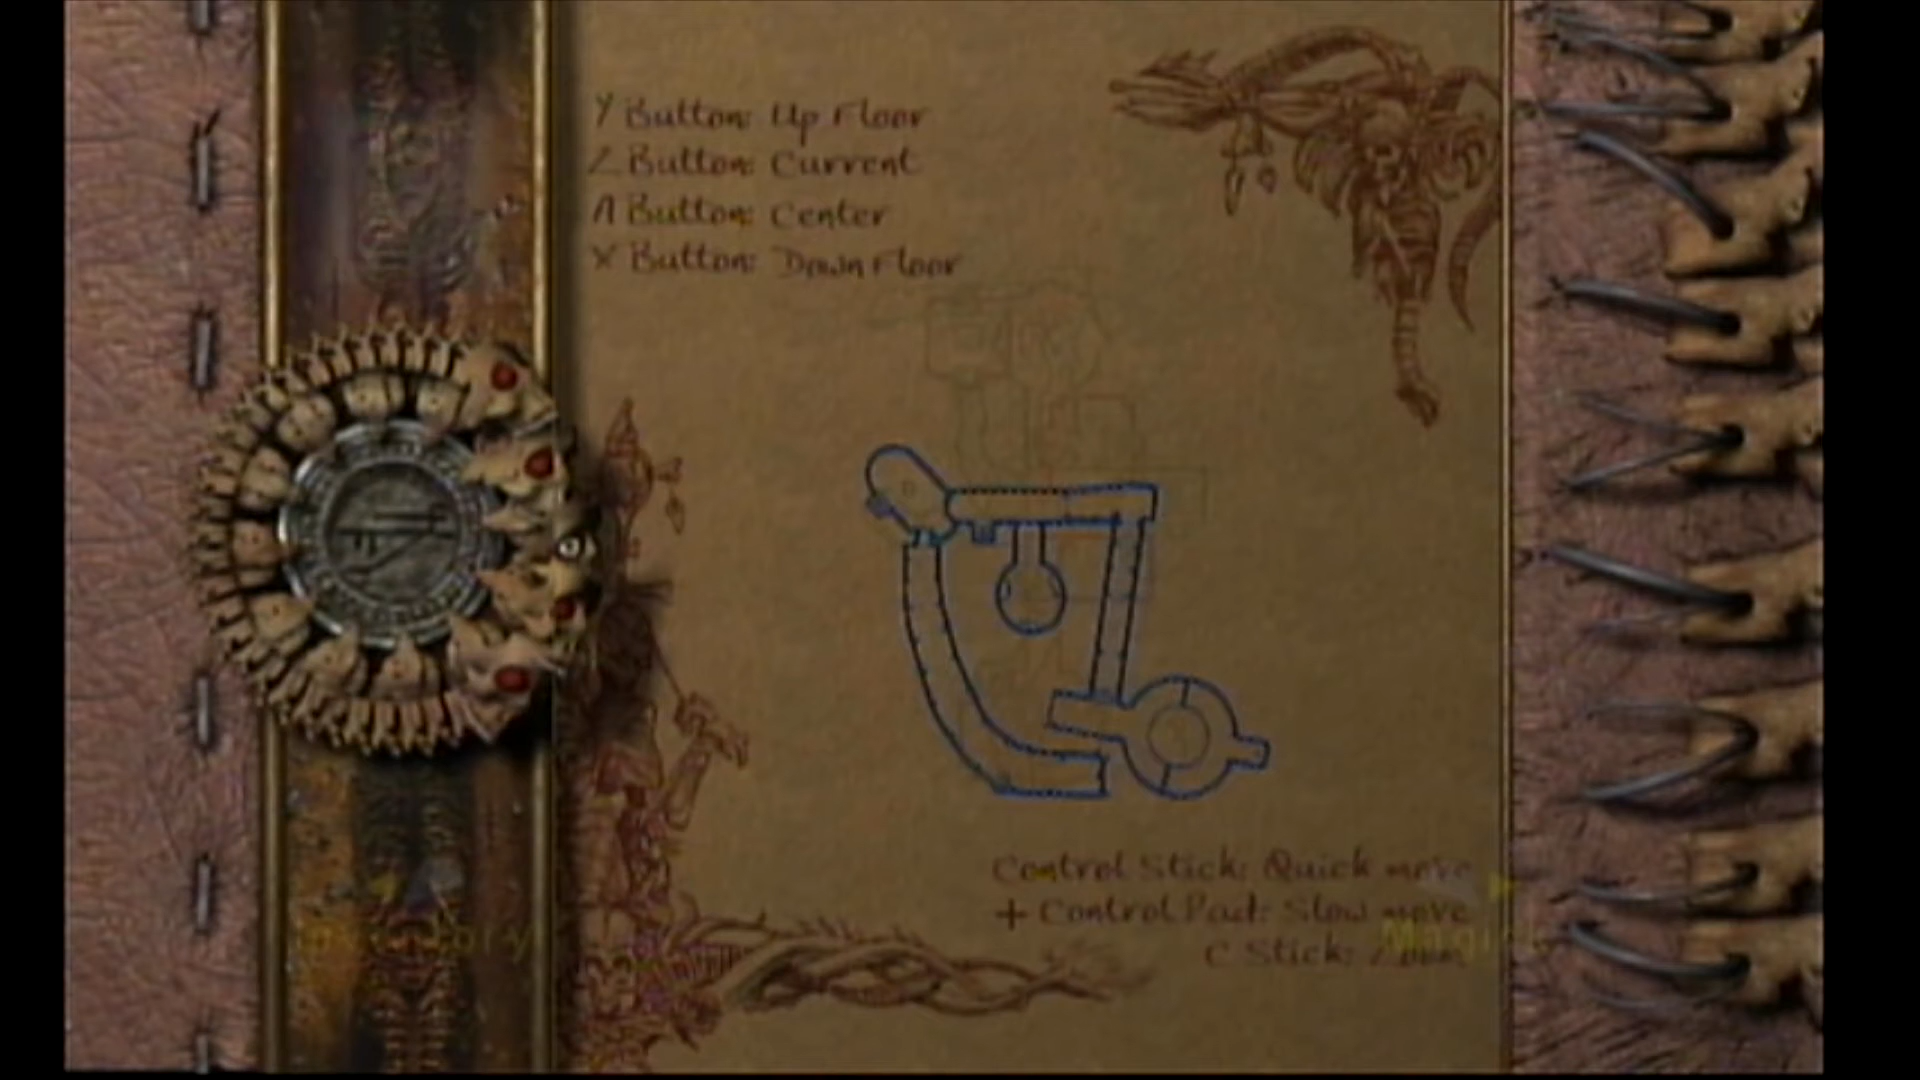 Y Button: Up Floor
Z Button: Current
A Button: Center
X Button: Down Floor
Control Stick: Quick move
+ Control Pad: Slow move
C Stick: Zoom